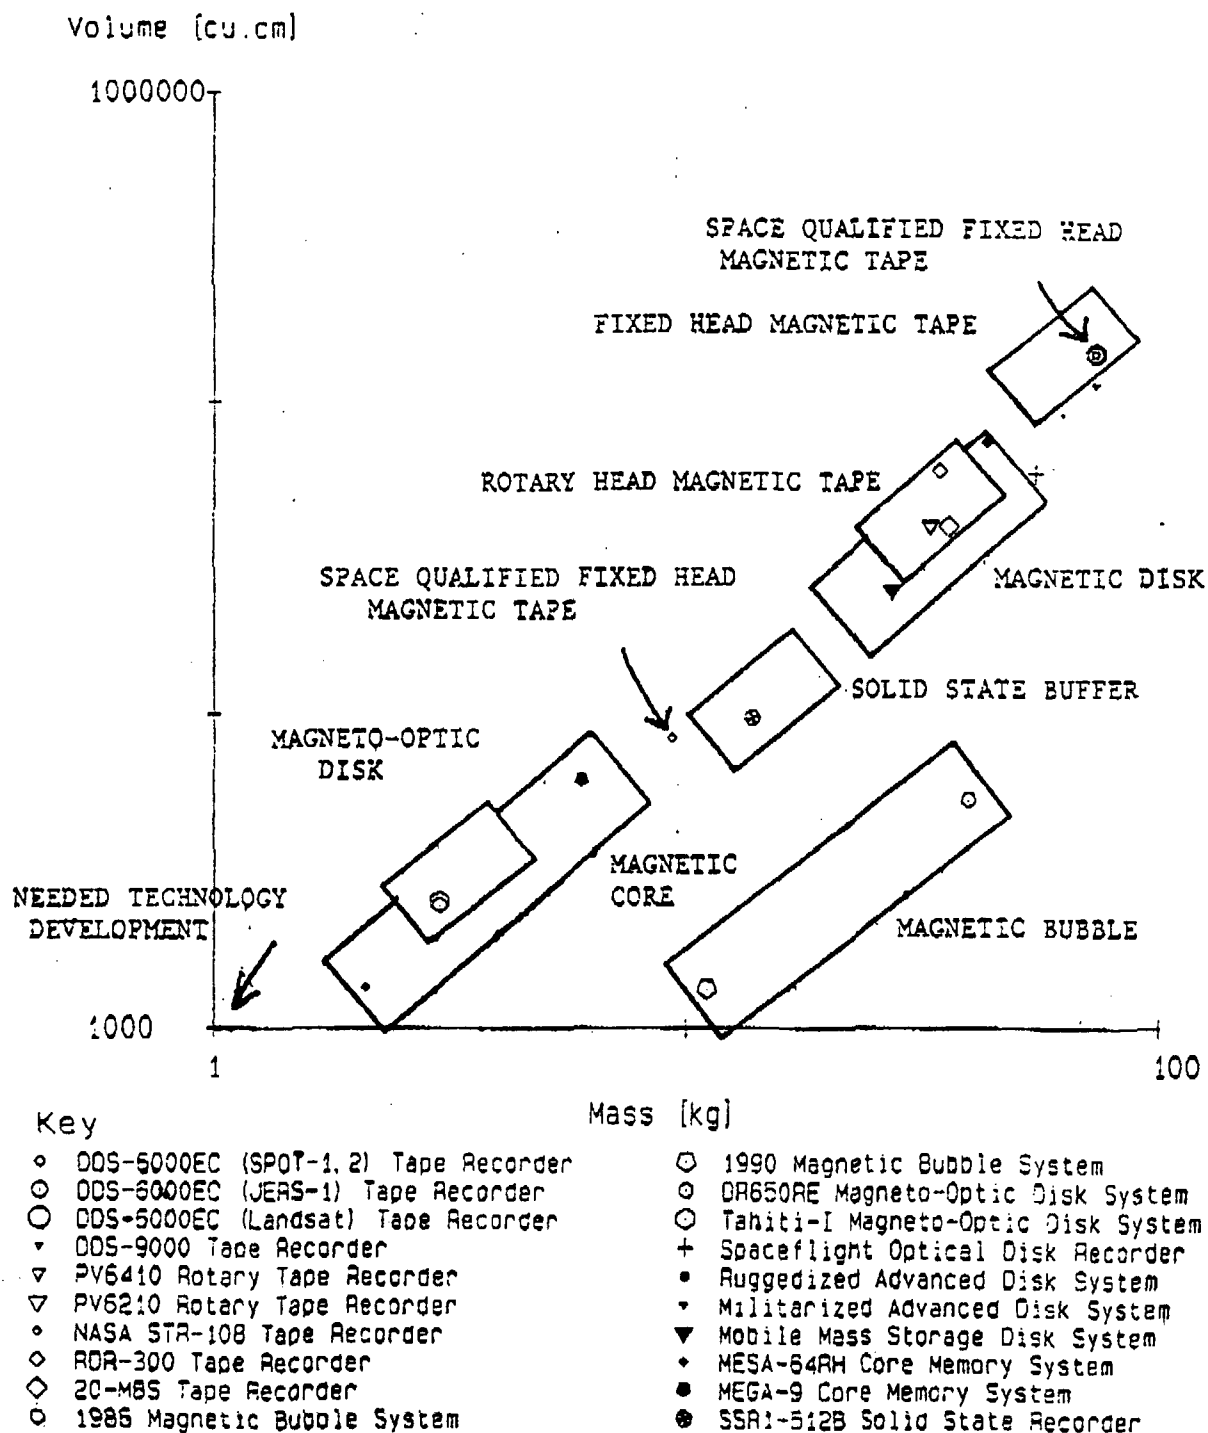 Volume [cu.cm]
1000000
SPACE QUALIFIED FIXED HEAD
MAGNETIC TAPE
FIXED HEAD MAGNETIC TAPE
ROTARY HEAD MAGNETIC TAPE
SPACE QUALIFIED FIXED HEAD
MAGNETIC TAPE
MAGNETIC DISK
SOLID STATE BUFFER
MAGNETO-OPTIC
DISK
MAGNETIC
CORE
NEEDED TECHNOLOGY
DEVELOPMENT
MAGNETIC BUBBLE
1000
1
100
Mass [kg]
Key
DDS-6000EC (SPOT-1,2) Tape Recorder
DDS-6000EC (JERS-1) Tape Recorder
DDS-5000EC (Landsat) Tape Recorder
DDS-9000 Tape Recorder
PV6410 Rotary Tape Recorder
PV6210 Rotary Tape Recorder
NASA STR-108 Tape Recorder
RDR-300 Tape Recorder
20-MBS Tape Recorder
1986 Magnetic Bubble System
1990 Magnetic Bubble System
OR650RE Magneto-Optic Disk System
Tahiti-I Magneto-Optic Disk System
Spaceflight Optical Disk Recorder
Ruggedized Advanced Disk System
Militarized Advanced Disk System
Mobile Mass Storage Disk System
MESA-64RH Core Memory System
MEGA-9 Core Memory System
SSR1-512B Solid State Recorder